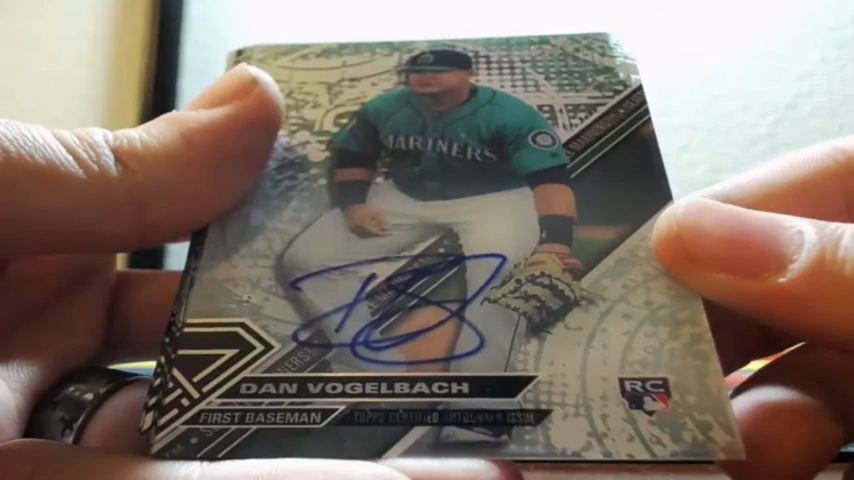 MARINERS
DAN VOGELBACH
RC
FIRST BASEMAN
TOPPS CERTIFIED AUTOGRAPH ISSUE